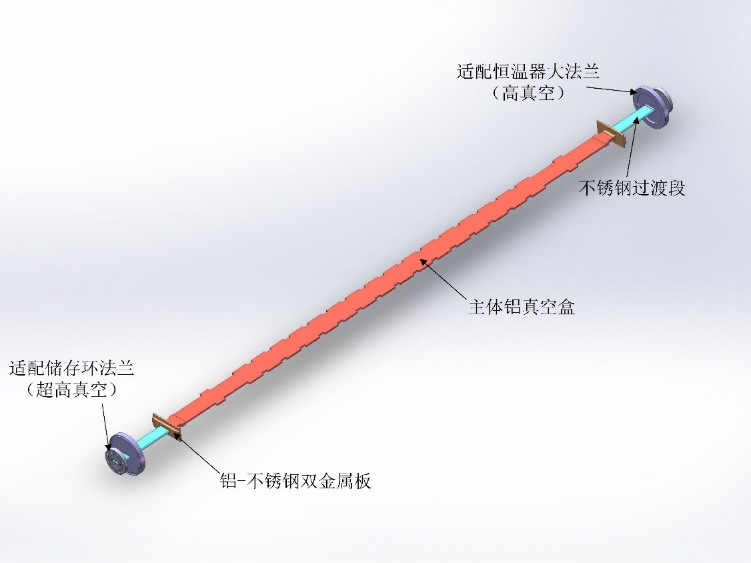 适配恒温器大法兰
（高真空）
不锈钢过渡段
主体铝真空盒
适配储存环法兰
（超高真空）
铝-不锈钢双金属板